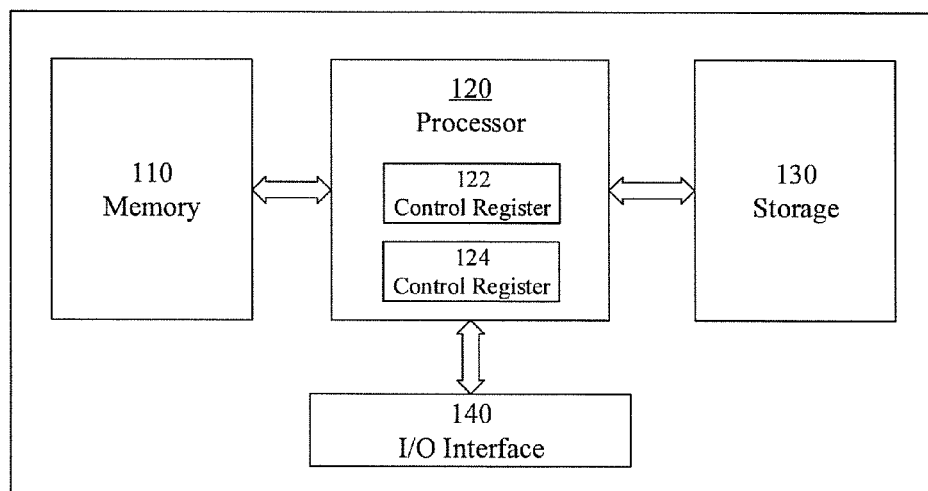 110
Memory
120
Processor
122
Control Register
124
Control Register
130
Storage
140
I/O Interface